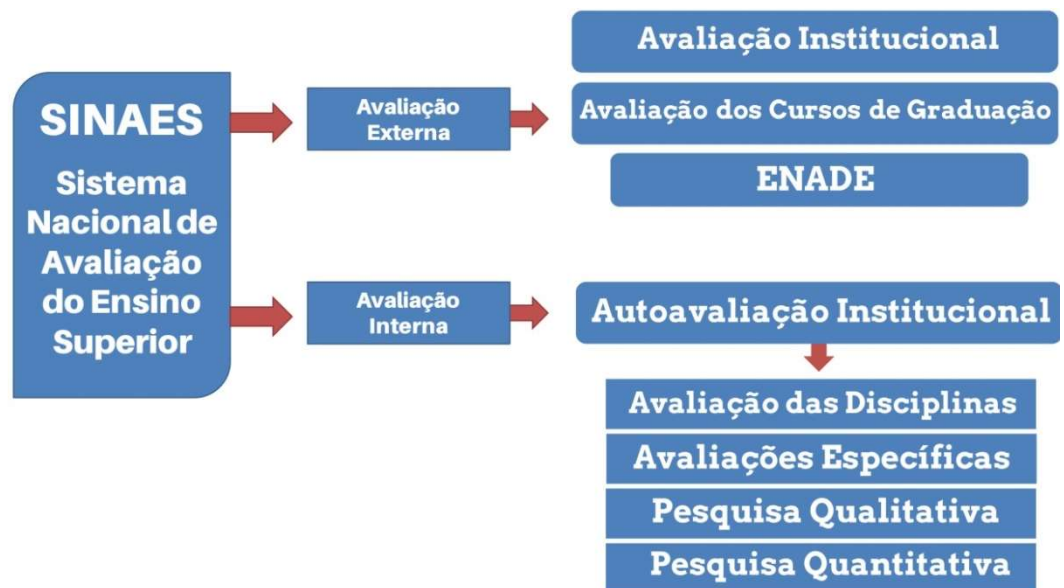 SINAES
Sistema
Nacional de
Avaliação
do Ensino
Superior
Avaliação
Externa
Avaliação Institucional
Avaliação dos Cursos de Graduação
ENADE
Avaliação
Interna
Autoavaliação Institucional
Avaliação das Disciplinas
Avaliações Específicas
Pesquisa Qualitativa
Pesquisa Quantitativa